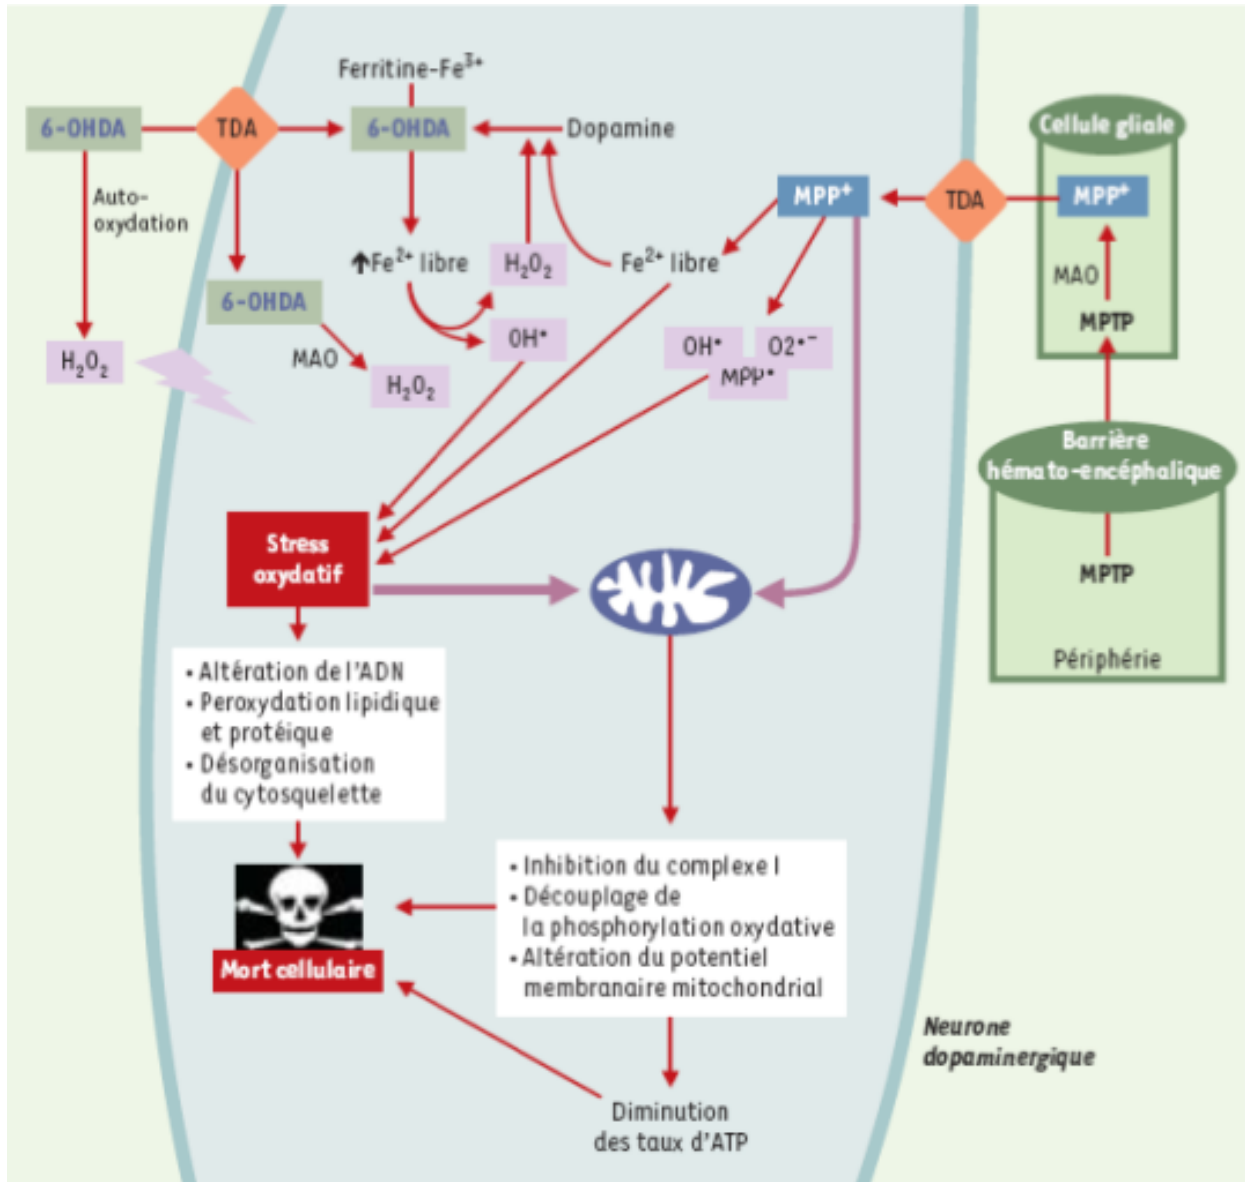 Ferritine-Fe³⁺
6-OHDA
TDA
6-OHDA
Dopamine
Cellule gliale
Auto-
oxydation
MPP⁺
TDA
MPP⁺
↑Fe²⁺ libre
H₂O₂
Fe²⁺ libre
MAO
6-OHDA
MPTP
OH•
OH•
O2•⁻
MPP•
H₂O₂
MAO
H₂O₂
Barrière
hémato-encéphalique
Stress
oxydatif
MPTP
Périphérie
• Altération de l'ADN
• Peroxydation lipidique
et protéique
• Désorganisation
du cytosquelette
• Inhibition du complexe I
• Découplage de
la phosphorylation oxydative
• Altération du potentiel
membranaire mitochondrial
Mort cellulaire
Neurone
dopaminergique
Diminution
des taux d'ATP